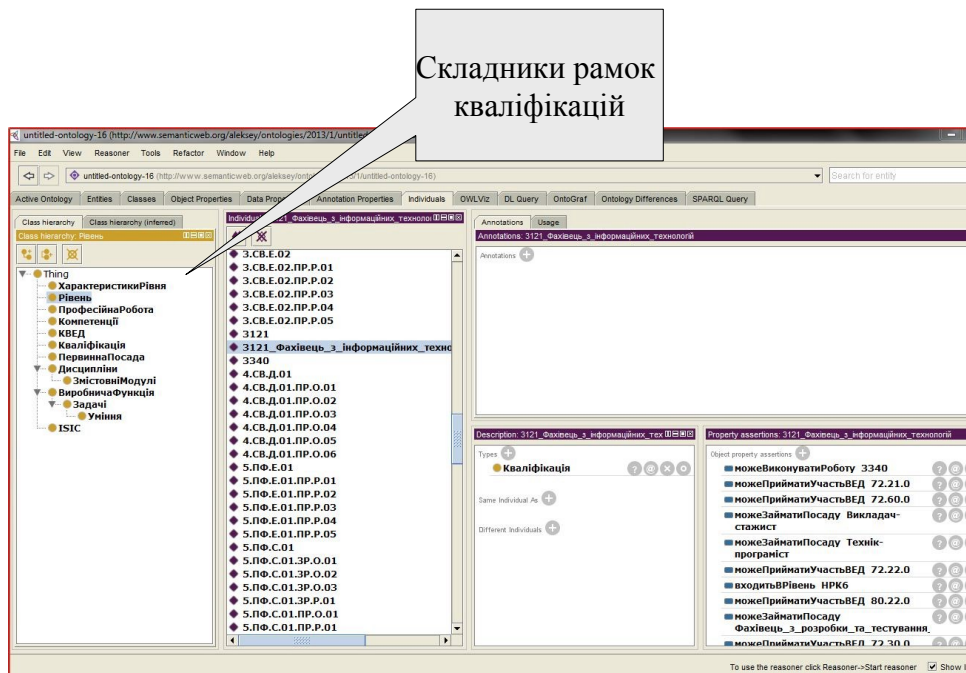 Складники рамок
кваліфікацій
untitled-ontology-16 (http://www.semanticweb.org/aleksey/ontologies/2013/1/untitled
File Edit View Reasoner Tools Refactor Window Help
untitled-ontology-16 (http://www.semanticweb.org/aleksey/ontologies/2013/1/untitled-ontology-16)
Search for entity
Active Ontology Entities Classes Object Properties Data Prop Annotation Properties Individuals OWLViz DL Query OntoGraf Ontology Differences SPARQL Query
Class hierarchy Class hierarchy (inferred)
Class hierarchy: Рівень
Thing
ХарактеристикиРівня
Рівень
ПрофесійнаРобота
Компетенції
КВЕД
Кваліфікація
ПервиннаПосада
Дисципліни
ЗмістовніМодулі
ВиробничаФункція
Задачі
Уміння
ISIC
3121_Фахівець_з_інформаційних_техноло
3.СВ.Е.02
3.СВ.Е.02.ПР.Р.01
3.СВ.Е.02.ПР.Р.02
3.СВ.Е.02.ПР.Р.03
3.СВ.Е.02.ПР.Р.04
3.СВ.Е.02.ПР.Р.05
3121
3121_Фахівець_з_інформаційних_техно
3340
4.СВ.Д.01
4.СВ.Д.01.ПР.О.01
4.СВ.Д.01.ПР.О.02
4.СВ.Д.01.ПР.О.03
4.СВ.Д.01.ПР.О.04
4.СВ.Д.01.ПР.О.05
4.СВ.Д.01.ПР.О.06
5.ПФ.Е.01
5.ПФ.Е.01.ПР.Р.01
5.ПФ.Е.01.ПР.Р.02
5.ПФ.Е.01.ПР.Р.03
5.ПФ.Е.01.ПР.Р.04
5.ПФ.Е.01.ПР.Р.05
5.ПФ.С.01
5.ПФ.С.01.ЗР.О.01
5.ПФ.С.01.ЗР.О.02
5.ПФ.С.01.ЗР.О.03
5.ПФ.С.01.ЗР.Р.01
5.ПФ.С.01.ПР.О.01
5.ПФ.С.01.ПР.Р.01
Annotations Usage
Annotations: 3121_Фахівець_з_інформаційних_технологій
Annotations
Description: 3121_Фахівець_з_інформаційних_тех
Types
Кваліфікація
Same Individual As
Different Individuals
Property assertions: 3121_Фахівець_з_інформаційних_технологій
Object property assertions
можеВиконуватиРоботу 3340
можеПрийматиУчастьВЕД 72.21.0
можеПрийматиУчастьВЕД 72.60.0
можеЗайматиПосаду Викладач-
стажист
можеЗайматиПосаду Технік-
програміст
можеПрийматиУчастьВЕД 72.22.0
входитьВРівень НРК6
можеПрийматиУчастьВЕД 80.22.0
можеЗайматиПосаду
Фахівець_з_розробки_та_тестування_
можеПрийматиУчастьВЕД 72.30.0
To use the reasoner click Reasoner->Start reasoner Show I